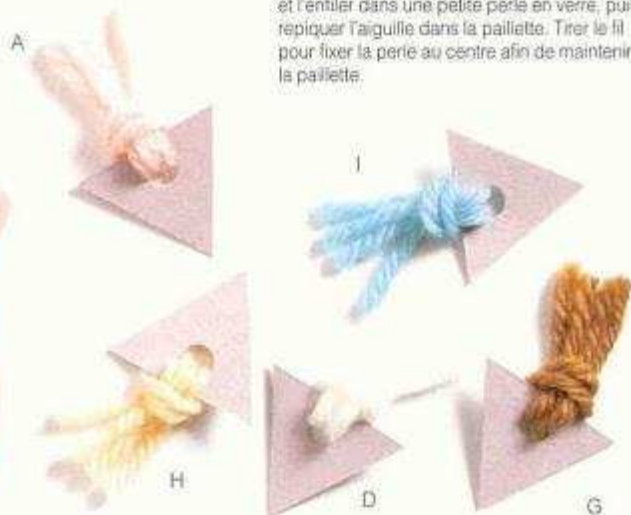 et l'enfiler dans une petite perle en verre, puis
repiquer l'aiguille dans la paillette. Tirer le fil
pour fixer la perle au centre afin de maintenir
la paillette.
A
I
H
D
G